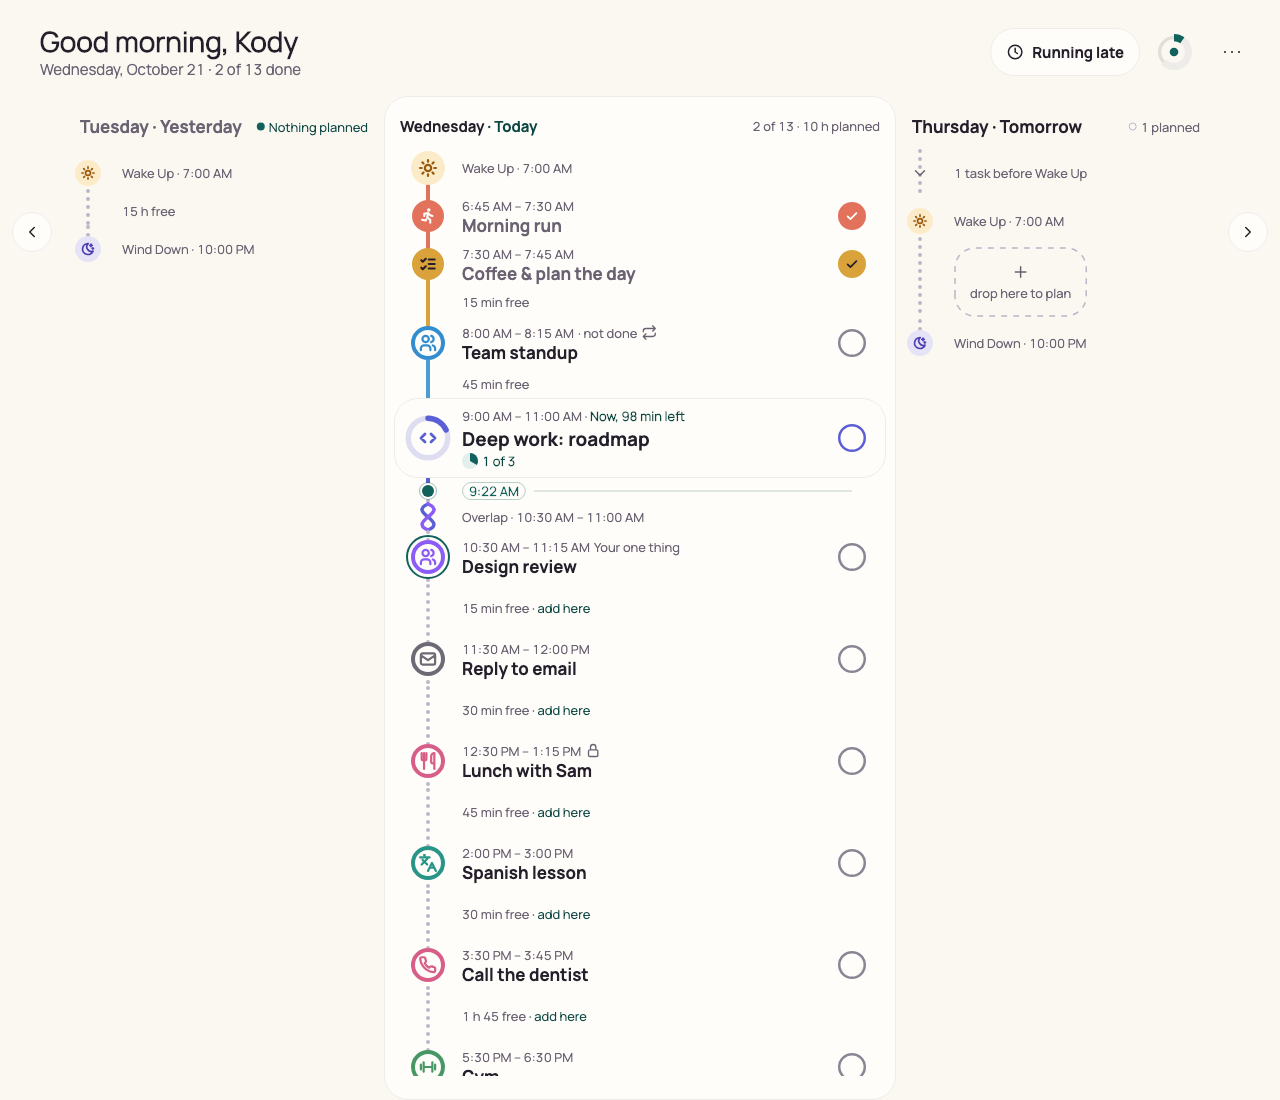 Good morning, Kody
Wednesday, October 21 · 2 of 13 done
Running late
Tuesday · Yesterday
Nothing planned
Wake Up · 7:00 AM
15 h free
Wind Down · 10:00 PM
Wednesday · Today
2 of 13 · 10 h planned
Wake Up · 7:00 AM
6:45 AM – 7:30 AM
Morning run
7:30 AM – 7:45 AM
Coffee & plan the day
15 min free
8:00 AM – 8:15 AM · not done
Team standup
45 min free
9:00 AM – 11:00 AM · Now, 98 min left
Deep work: roadmap
1 of 3
9:22 AM
Overlap · 10:30 AM – 11:00 AM
10:30 AM – 11:15 AM Your one thing
Design review
15 min free · add here
11:30 AM – 12:00 PM
Reply to email
30 min free · add here
12:30 PM – 1:15 PM
Lunch with Sam
45 min free · add here
2:00 PM – 3:00 PM
Spanish lesson
30 min free · add here
3:30 PM – 3:45 PM
Call the dentist
1 h 45 free · add here
5:30 PM – 6:30 PM
Gym
Thursday · Tomorrow
1 planned
1 task before Wake Up
Wake Up · 7:00 AM
drop here to plan
Wind Down · 10:00 PM